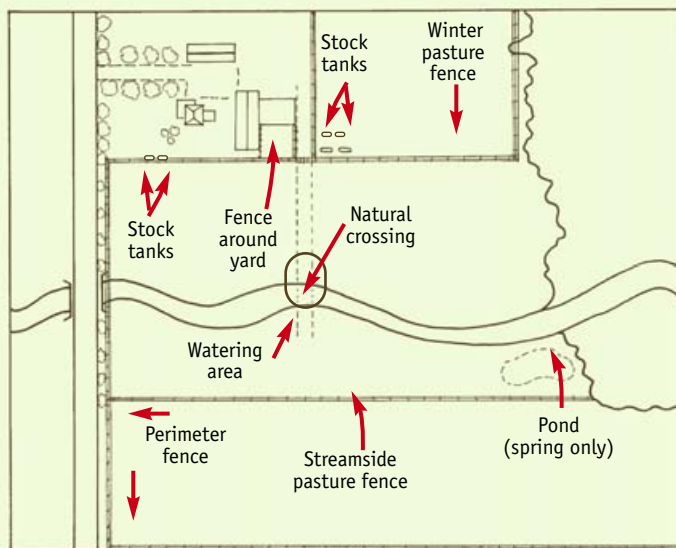 Stock
tanks
Winter
pasture
fence
Stock
tanks
Fence
around
yard
Natural
crossing
Watering
area
Perimeter
fence
Streamside
pasture fence
Pond
(spring only)